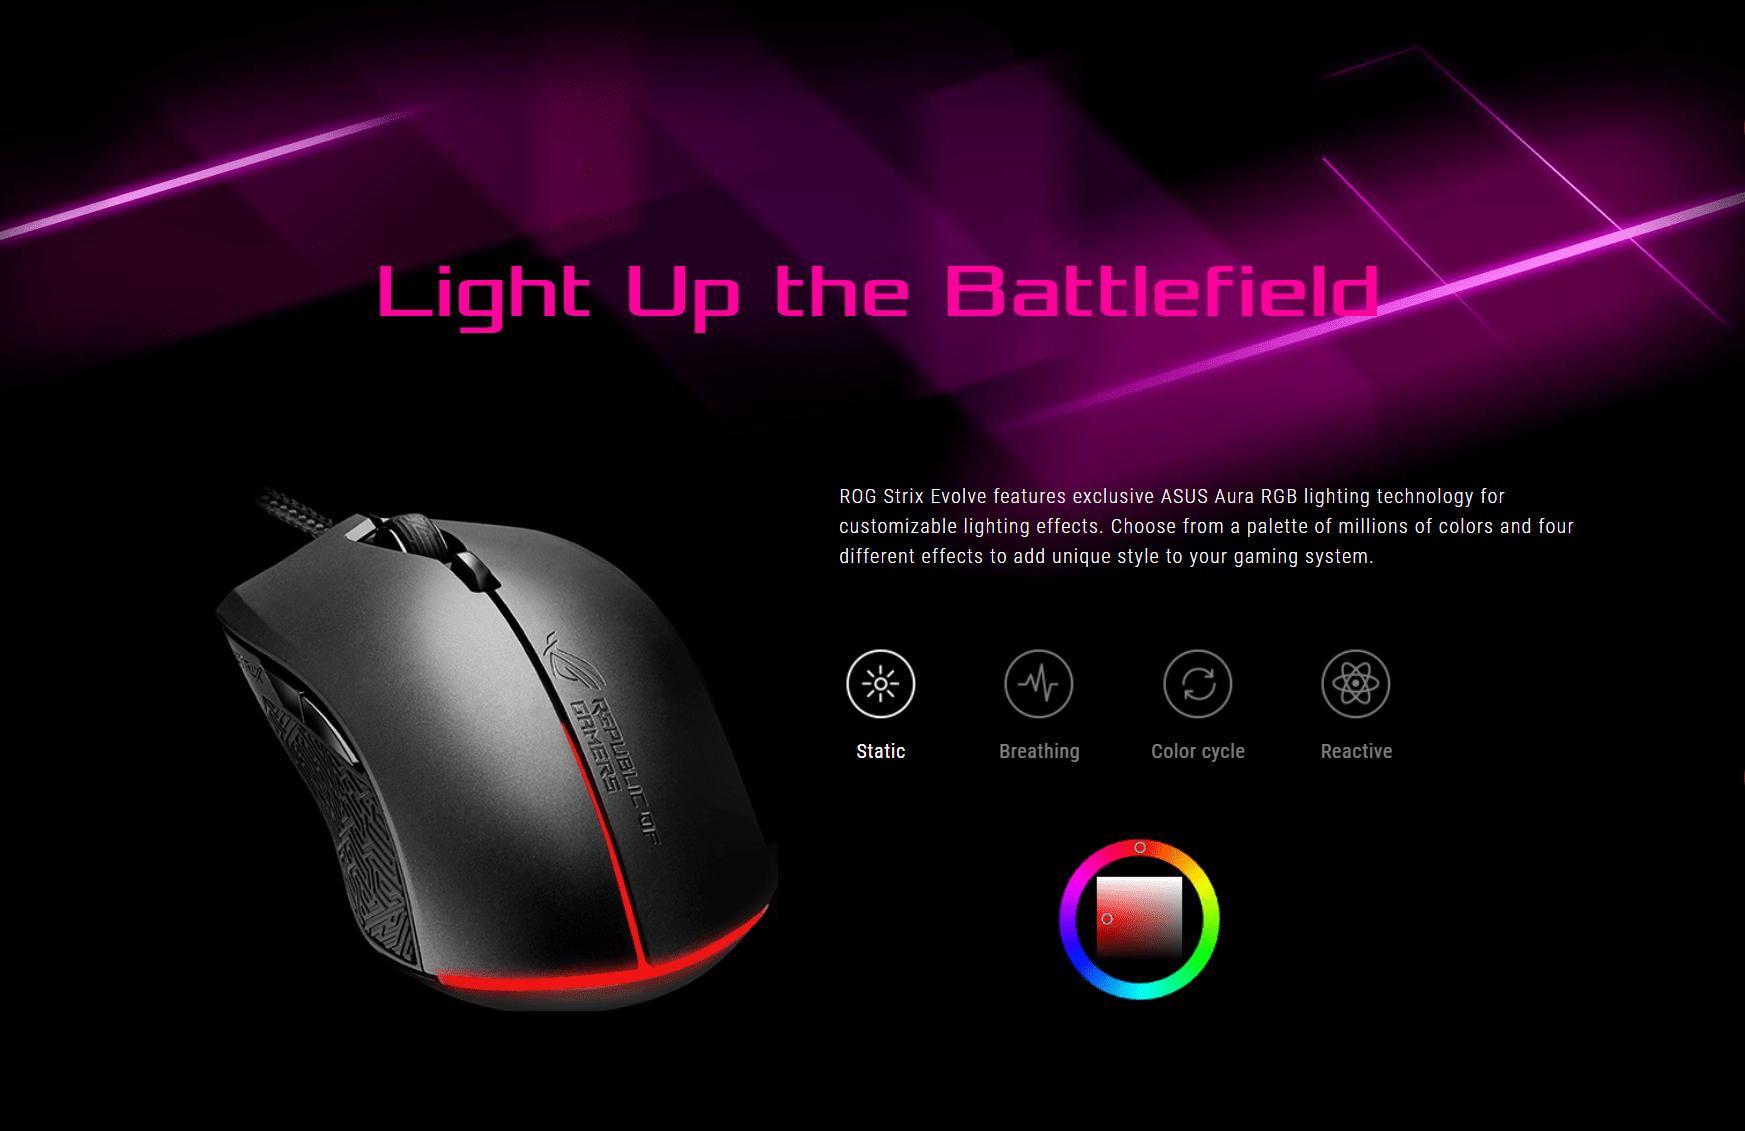 Light Up the Battlefield
ROG Strix Evolve features exclusive ASUS Aura RGB lighting technology for
customizable lighting effects. Choose from a palette of millions of colors and four
different effects to add unique style to your gaming system.
REPUBLIC OF
GAMERS
Static
Breathing
Color cycle
Reactive